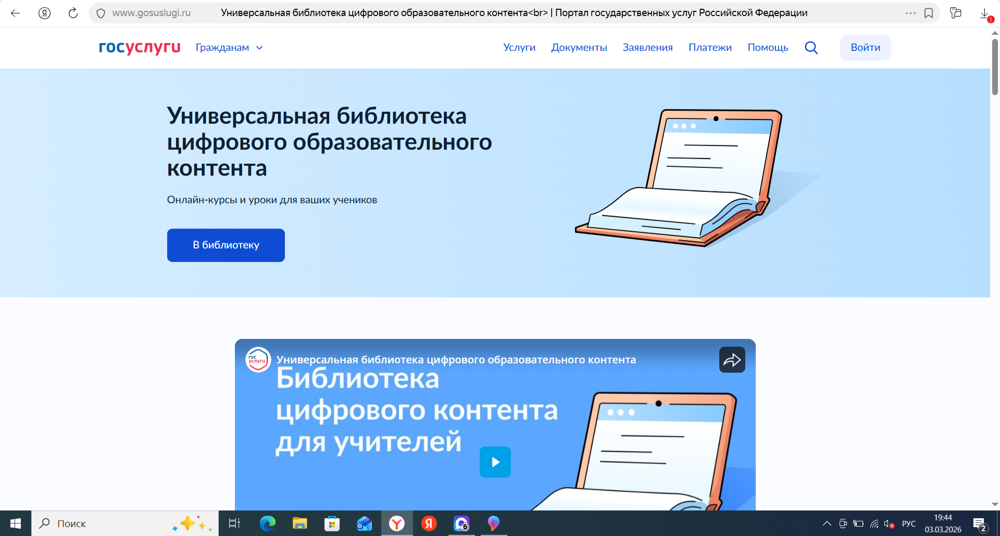 www.gosuslugi.ru Универсальная библиотека цифрового образовательного контента<br> | Портал государственных услуг Российской Федерации
госуслуги Гражданам Услуги Документы Заявления Платежи Помощь Войти
Универсальная библиотека
цифрового образовательного
контента
Онлайн-курсы и уроки для ваших учеников
В библиотеку
гос
услуги
Универсальная библиотека цифрового образовательного контента
Библиотека
цифрового контента
для учителей
Поиск
6
РУС
19:44
03.03.2026
2